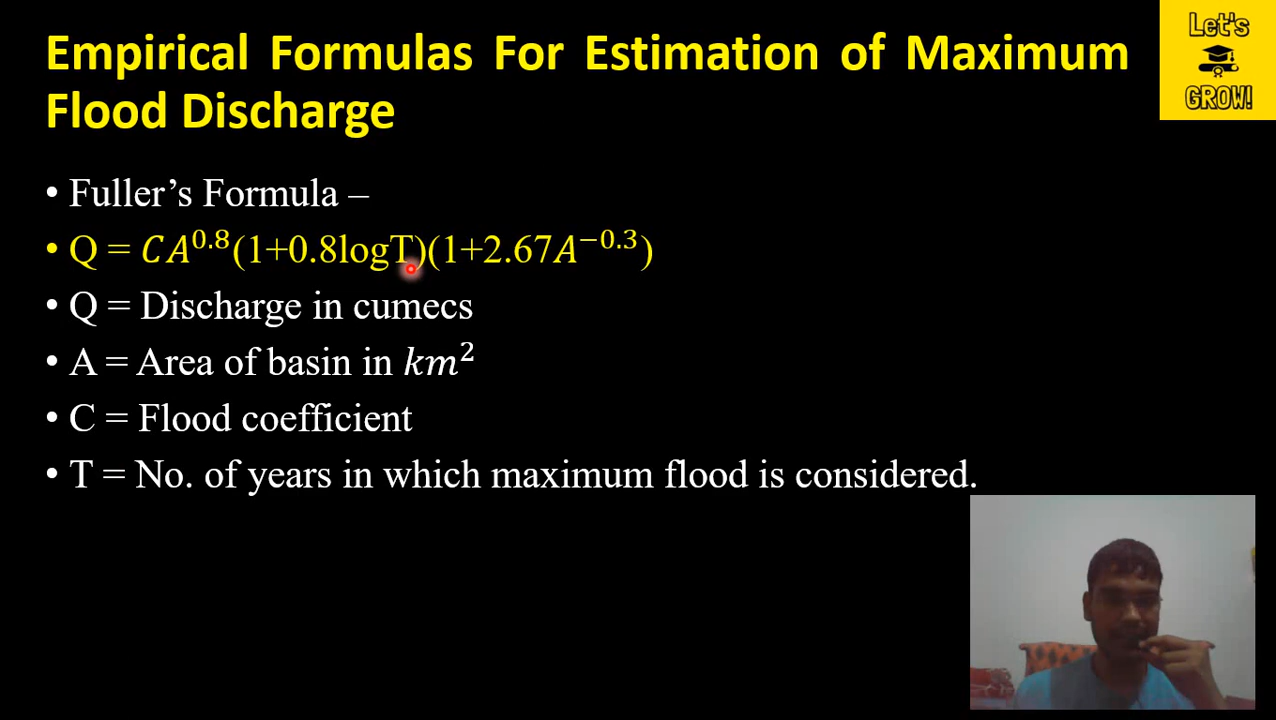 Empirical Formulas For Estimation of Maximum
Flood Discharge
Let's
GROW!
• Fuller’s Formula –
• Q = 𝐶𝐴^0.8(1+0.8logT)(1+2.67𝐴^−0.3)
• Q = Discharge in cumecs
• A = Area of basin in 𝑘𝑚²
• C = Flood coefficient
• T = No. of years in which maximum flood is considered.